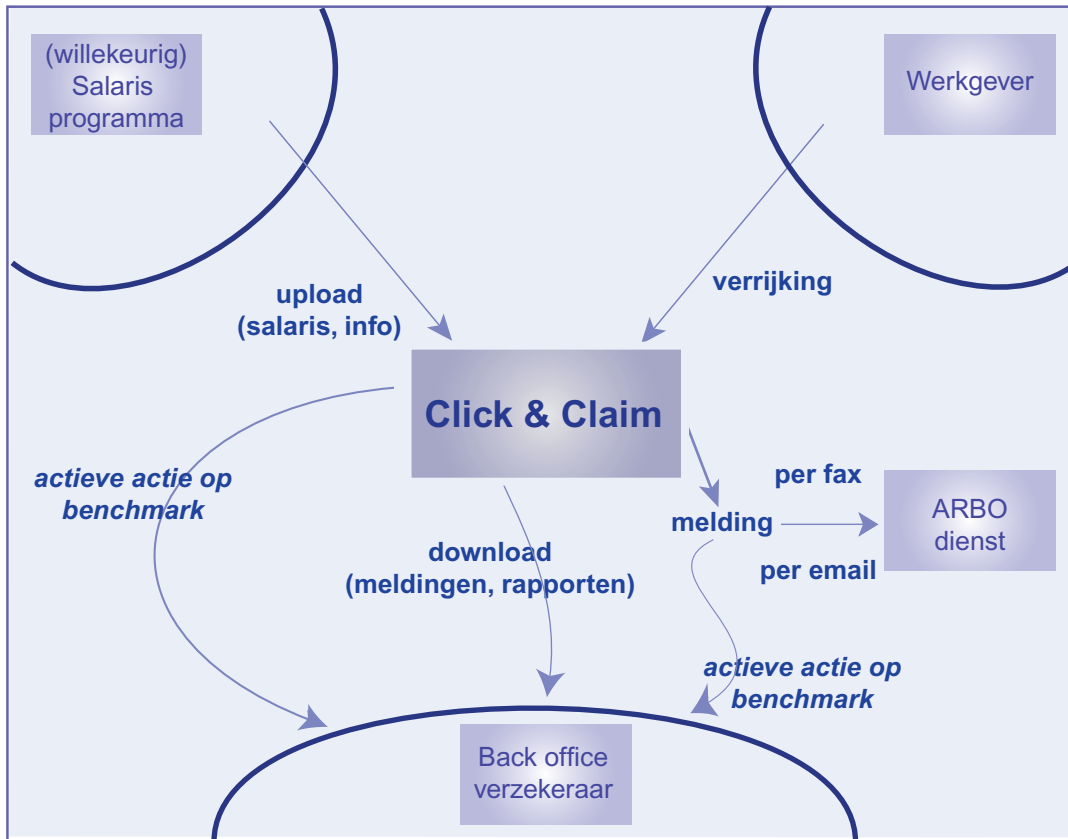 (willekeurig)
Salaris
programma
Werkgever
upload
(salaris, info)
verrijking
Click & Claim
actieve actie op
benchmark
download
(meldingen, rapporten)
melding
per fax
per email
ARBO
dienst
actieve actie op
benchmark
Back office
verzekeraar